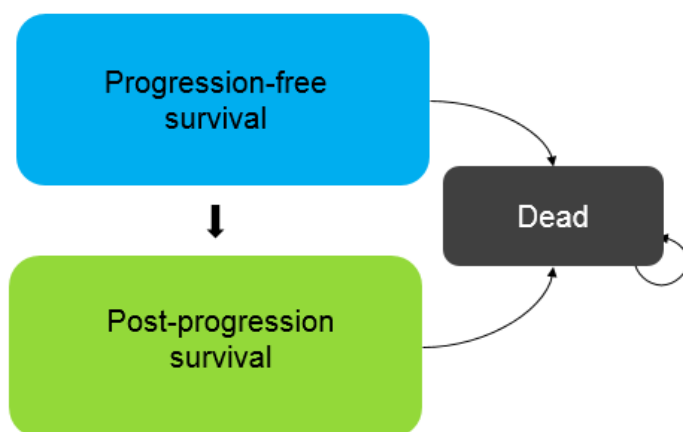 Progression-free
survival
Dead
Post-progression
survival